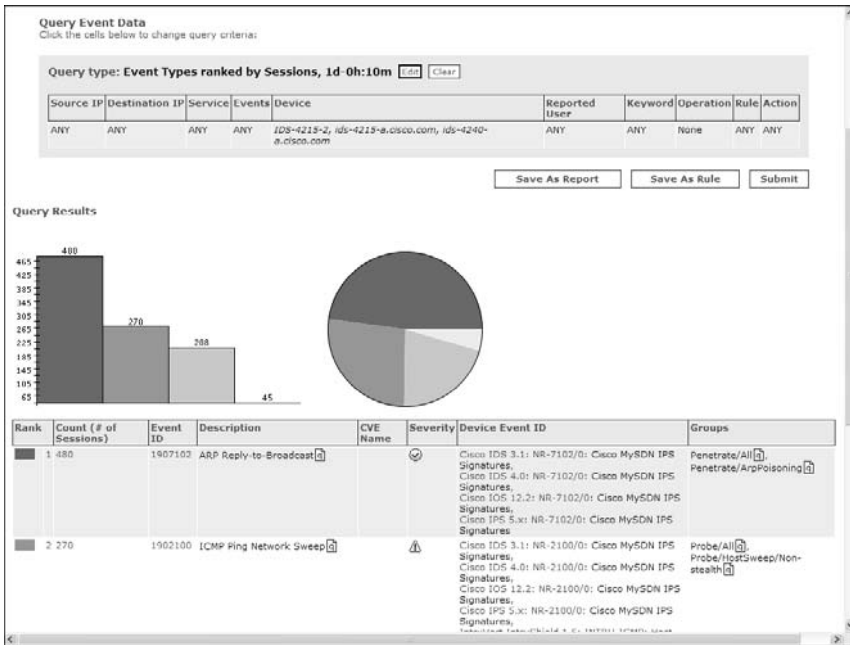 Query Event Data
Click the cells below to change query criteria:
Query type: Event Types ranked by Sessions, 1d-0h:10m Edit Clear
Source IP Destination IP Service Events Device Reported User Keyword Operation Rule Action
ANY ANY ANY ANY IDS-4215-2, ids-4215-a.cisco.com, ids-4240-a.cisco.com ANY ANY None ANY ANY
Save As Report Save As Rule Submit
Query Results
480
465
425
385
345
305
265
225
185
145
105
65
270
208
45
Rank Count (# of Sessions) Event ID Description CVE Name Severity Device Event ID Groups
1 480 1907102 ARP Reply-to-Broadcast q
Cisco IDS 3.1: NR-7102/0: Cisco MySDN IPS
Signatures,
Cisco IDS 4.0: NR-7102/0: Cisco MySDN IPS
Signatures,
Cisco IOS 12.2: NR-7102/0: Cisco MySDN IPS
Signatures,
Cisco IPS 5.x: NR-7102/0: Cisco MySDN IPS
Signatures
Penetrate/All q,
Penetrate/ArpPoisoning q
2 270 1902100 ICMP Ping Network Sweep q
Cisco IDS 3.1: NR-2100/0: Cisco MySDN IPS
Signatures,
Cisco IDS 4.0: NR-2100/0: Cisco MySDN IPS
Signatures,
Cisco IOS 12.2: NR-2100/0: Cisco MySDN IPS
Signatures,
Cisco IPS 5.x: NR-2100/0: Cisco MySDN IPS
Signatures,
Probe/All q,
Probe/HostSweep/Non-
stealth q